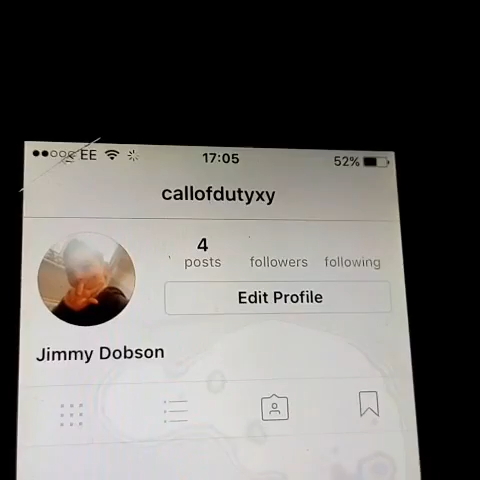 EE 17:05 52%
callofdutyxy
4
posts followers following
Edit Profile
Jimmy Dobson